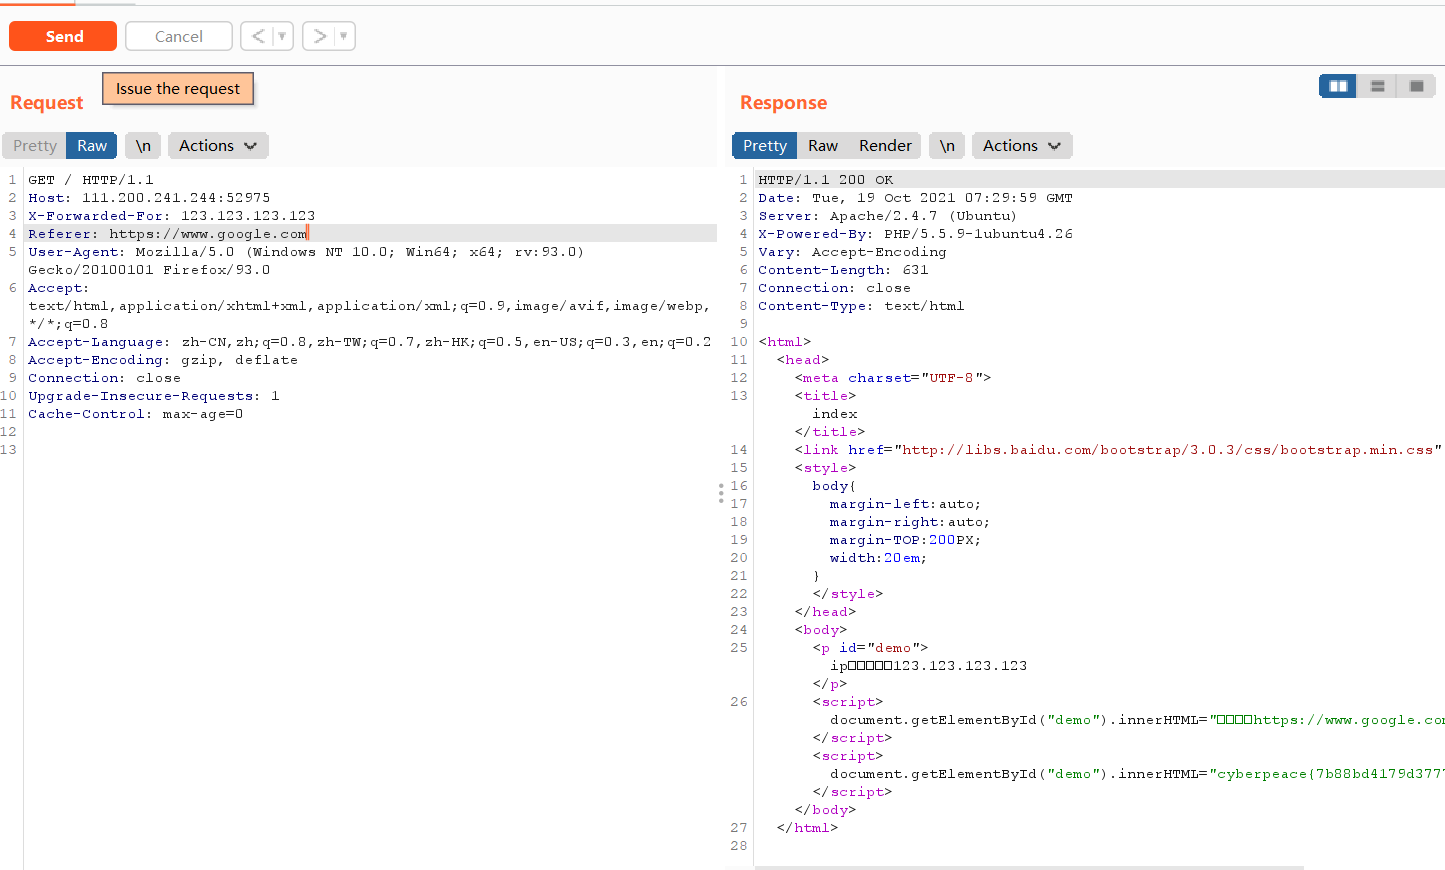 Send
Cancel
<
>
Issue the request
Request
Pretty
Raw
\n
Actions
1 GET / HTTP/1.1
2 Host: 111.200.241.244:52975
3 X-Forwarded-For: 123.123.123.123
4 Referer: https://www.google.com
5 User-Agent: Mozilla/5.0 (Windows NT 10.0; Win64; x64; rv:93.0)
Gecko/20100101 Firefox/93.0
6 Accept:
text/html,application/xhtml+xml,application/xml;q=0.9,image/avif,image/webp,
*/*;q=0.8
7 Accept-Language: zh-CN,zh;q=0.8,zh-TW;q=0.7,zh-HK;q=0.5,en-US;q=0.3,en;q=0.2
8 Accept-Encoding: gzip, deflate
9 Connection: close
10 Upgrade-Insecure-Requests: 1
11 Cache-Control: max-age=0
12
13
Response
Pretty
Raw
Render
\n
Actions
1 HTTP/1.1 200 OK
2 Date: Tue, 19 Oct 2021 07:29:59 GMT
3 Server: Apache/2.4.7 (Ubuntu)
4 X-Powered-By: PHP/5.5.9-1ubuntu4.26
5 Vary: Accept-Encoding
6 Content-Length: 631
7 Connection: close
8 Content-Type: text/html
9
10 <html>
11 <head>
12 <meta charset="UTF-8">
13 <title>
index
</title>
14 <link href="http://libs.baidu.com/bootstrap/3.0.3/css/bootstrap.min.css"
15 <style>
16 body{
17 margin-left:auto;
18 margin-right:auto;
19 margin-TOP:200PX;
20 width:20em;
21 }
22 </style>
23 </head>
24 <body>
25 <p id="demo">
ip□□□□□123.123.123.123
</p>
26 <script>
document.getElementById("demo").innerHTML="□□□□https://www.google.co
</script>
<script>
document.getElementById("demo").innerHTML="cyberpeace{7b88bd4179d377
</script>
</body>
27 </html>
28